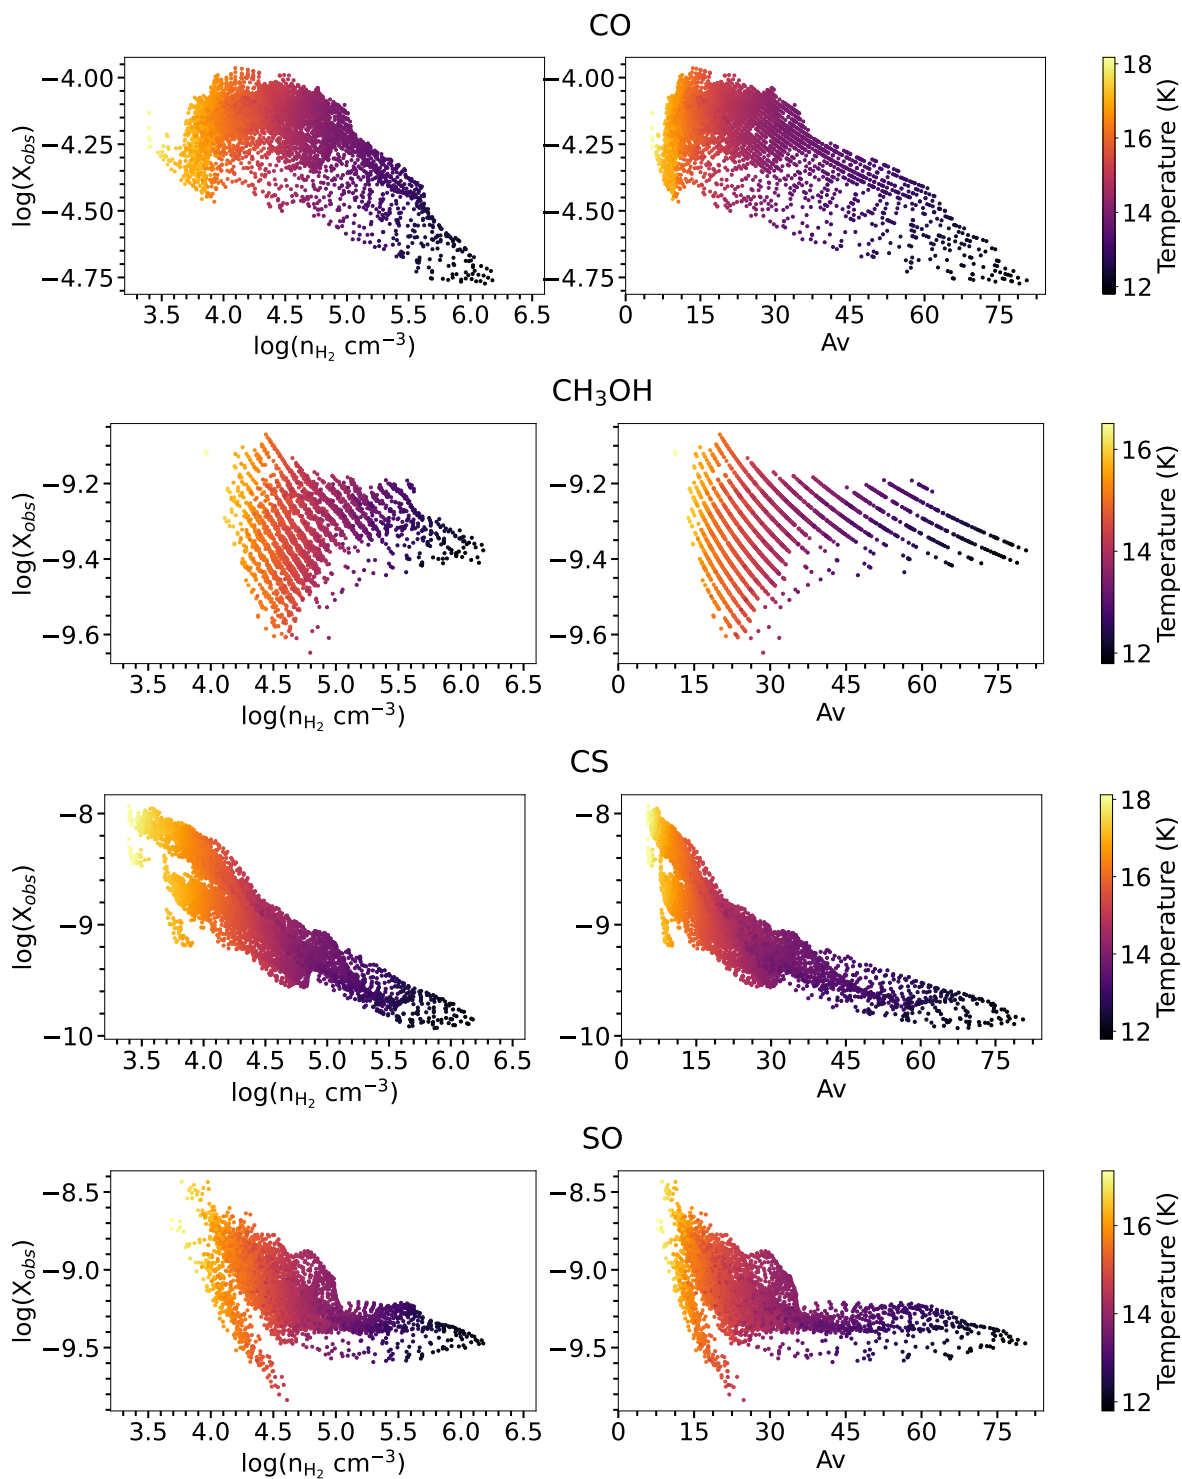 CO
−4.00
−4.25
−4.50
−4.75
log(X_obs)
3.5 4.0 4.5 5.0 5.5 6.0 6.5
log(n_H₂ cm⁻³)
−4.00
−4.25
−4.50
−4.75
0 15 30 45 60 75
Av
18
16
14
12
Temperature (K)
CH₃OH
−9.2
−9.4
−9.6
log(X_obs)
3.5 4.0 4.5 5.0 5.5 6.0 6.5
log(n_H₂ cm⁻³)
−9.2
−9.4
−9.6
0 15 30 45 60 75
Av
16
14
12
Temperature (K)
CS
−8
−9
−10
log(X_obs)
3.5 4.0 4.5 5.0 5.5 6.0 6.5
log(n_H₂ cm⁻³)
−8
−9
−10
0 15 30 45 60 75
Av
18
16
14
12
Temperature (K)
SO
−8.5
−9.0
−9.5
log(X_obs)
3.5 4.0 4.5 5.0 5.5 6.0 6.5
log(n_H₂ cm⁻³)
−8.5
−9.0
−9.5
0 15 30 45 60 75
Av
16
14
12
Temperature (K)